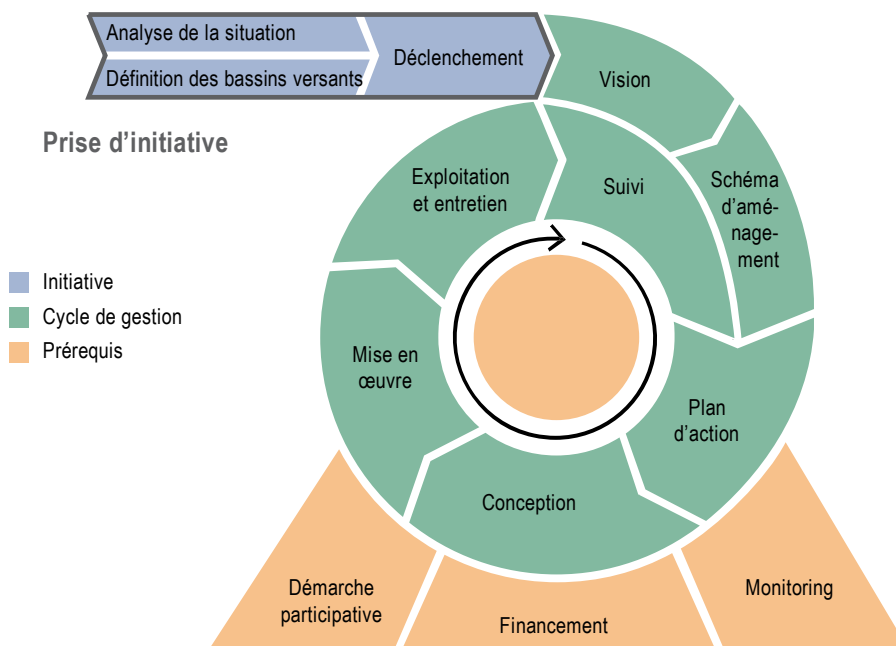 Analyse de la situation
Définition des bassins versants
Déclenchement
Prise d’initiative
Vision
Schéma
d’amé-
nage-
ment
Suivi
Exploitation
et entretien
Initiative
Cycle de gestion
Prérequis
Mise en
œuvre
Plan
d’action
Conception
Démarche
participative
Financement
Monitoring